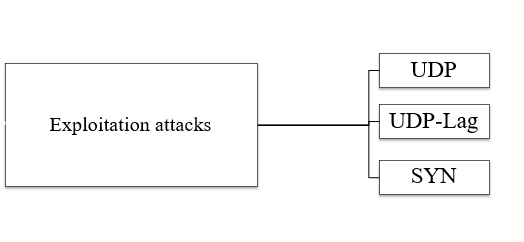 Exploitation attacks
UDP
UDP-Lag
SYN